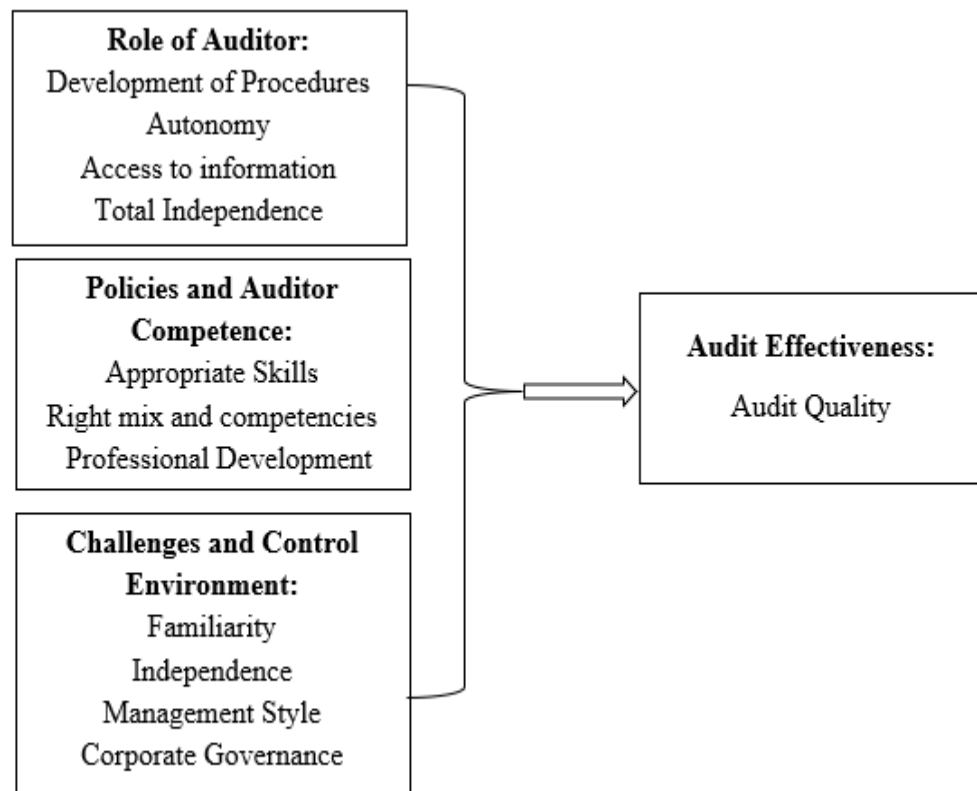 Role of Auditor:
Development of Procedures
Autonomy
Access to information
Total Independence
Policies and Auditor
Competence:
Appropriate Skills
Right mix and competencies
Professional Development
Challenges and Control
Environment:
Familiarity
Independence
Management Style
Corporate Governance
Audit Effectiveness:
Audit Quality